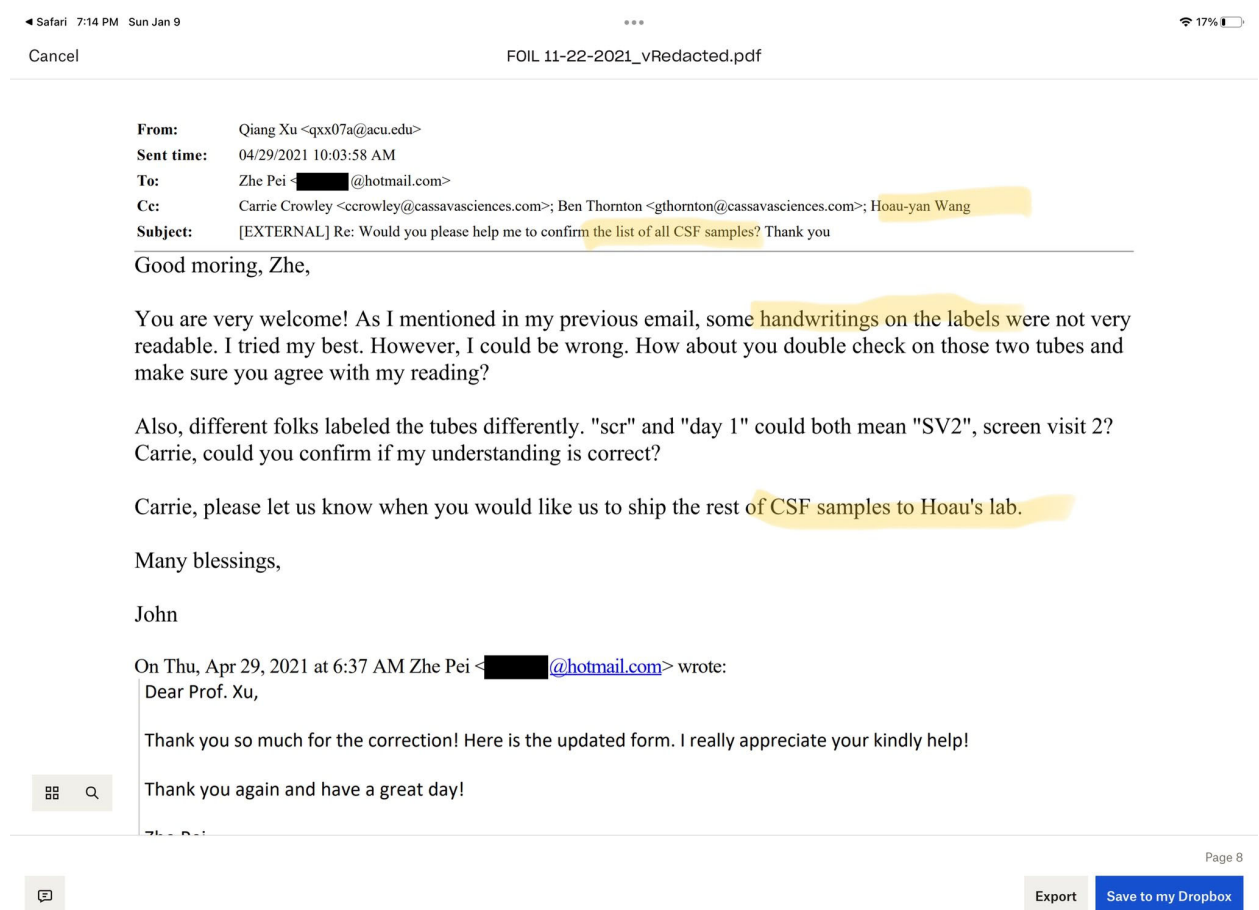 ◀ Safari 7:14 PM Sun Jan 9
17%
Cancel
FOIL 11-22-2021_vRedacted.pdf
From: Qiang Xu <qxx07a@acu.edu>
Sent time: 04/29/2021 10:03:58 AM
To: Zhe Pei < @hotmail.com>
Cc: Carrie Crowley <ccrowley@cassavasciences.com>; Ben Thornton <gthornton@cassavasciences.com>; Hoau-yan Wang
Subject: [EXTERNAL] Re: Would you please help me to confirm the list of all CSF samples? Thank you
Good moring, Zhe,
You are very welcome! As I mentioned in my previous email, some handwritings on the labels were not very
readable. I tried my best. However, I could be wrong. How about you double check on those two tubes and
make sure you agree with my reading?
Also, different folks labeled the tubes differently. "scr" and "day 1" could both mean "SV2", screen visit 2?
Carrie, could you confirm if my understanding is correct?
Carrie, please let us know when you would like us to ship the rest of CSF samples to Hoau's lab.
Many blessings,
John
On Thu, Apr 29, 2021 at 6:37 AM Zhe Pei < @hotmail.com> wrote:
Dear Prof. Xu,
Thank you so much for the correction! Here is the updated form. I really appreciate your kindly help!
Thank you again and have a great day!
Zhe Pei
Page 8
Export
Save to my Dropbox